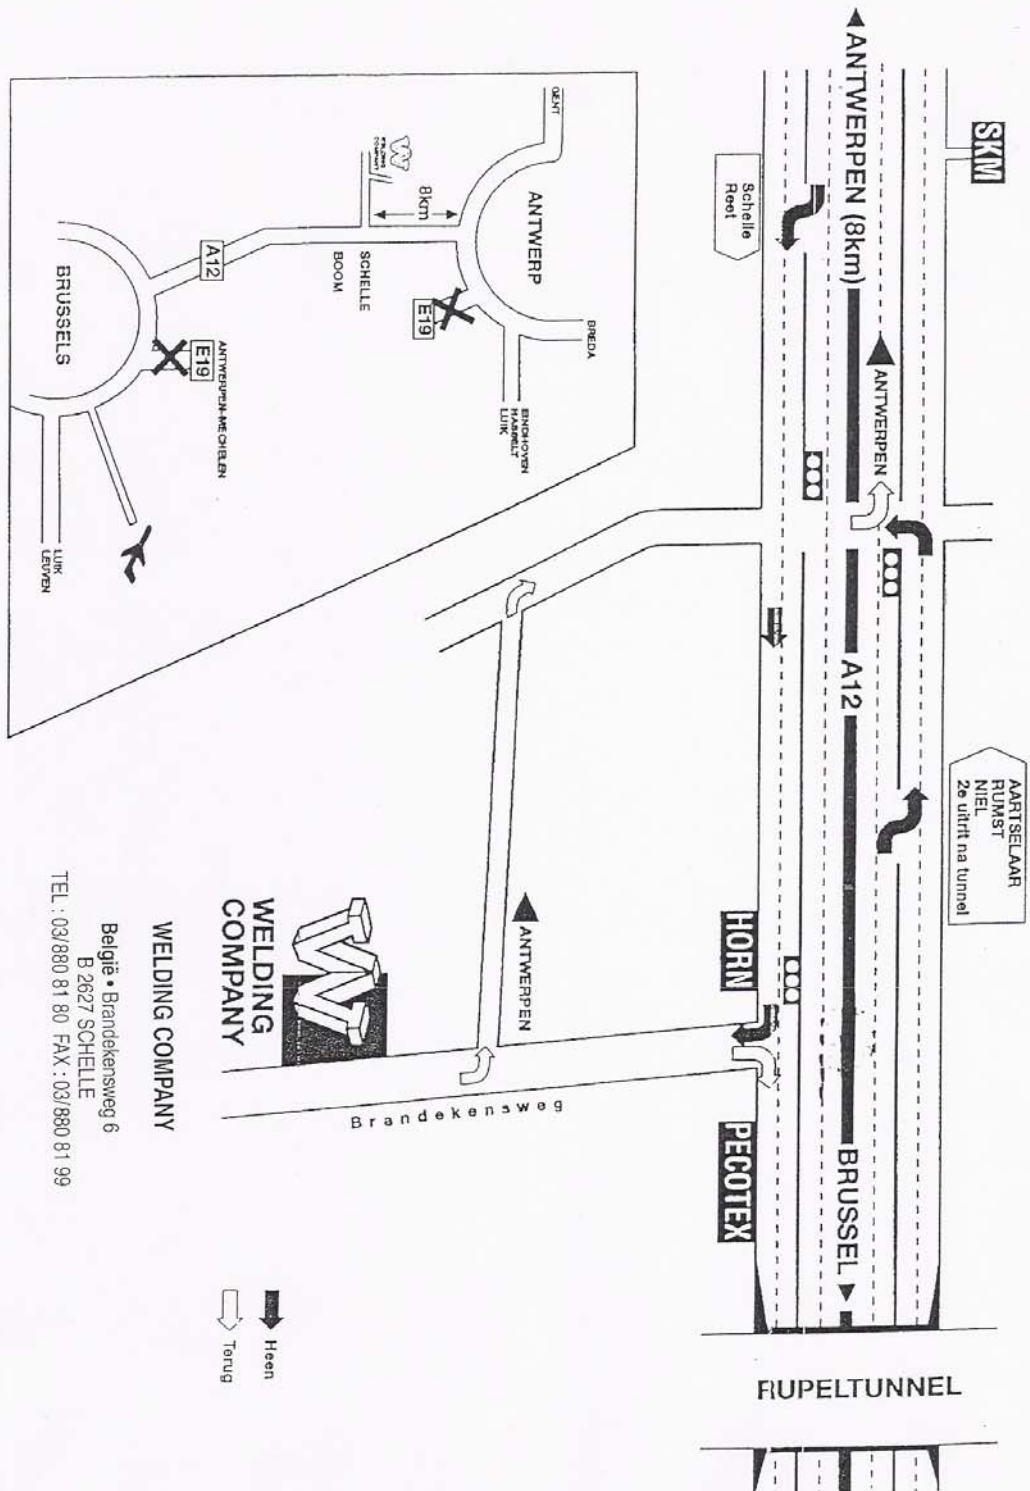 SKM
◄ ANTWERPEN (8km)
A12
BRUSSEL ►
Schelle
Reet
ANTWERPEN
AARTSELAAR
RUMST
NIEL
2e uitrit na tunnel
HORN
PECOTEX
RUPELTUNNEL
ANTWERPEN
Brandekensweg
GENT
ANTWERP
BREDA
WELDING
COMPANY
8km
E19
EINDHOVEN
HASSELT
LUIK
SCHELLE
BOOM
A12
E19
ANTWERPEN-MECHELEN
BRUSSELS
LUIK
LEUVEN
WELDING
COMPANY
WELDING COMPANY
België • Brandekensweg 6
B 2627 SCHELLE
TEL : 03/880 81 80 FAX : 03/880 81 99
Heen
Terug